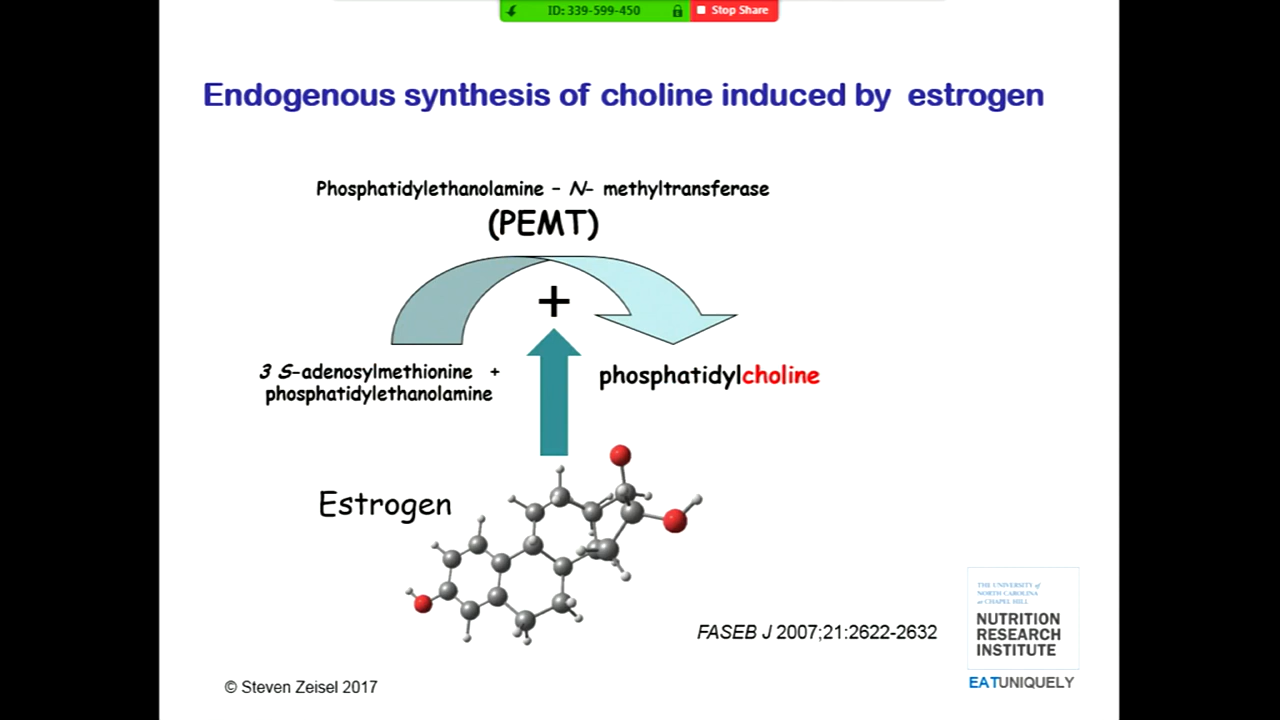 ID: 339-599-450
Stop Share
Endogenous synthesis of choline induced by estrogen
Phosphatidylethanolamine – N- methyltransferase
(PEMT)
+
3 S-adenosylmethionine +
phosphatidylethanolamine
phosphatidylcholine
Estrogen
THE UNIVERSITY of
NORTH CAROLINA
at CHAPEL HILL
NUTRITION
RESEARCH
INSTITUTE
EATUNIQUELY
FASEB J 2007;21:2622-2632
© Steven Zeisel 2017